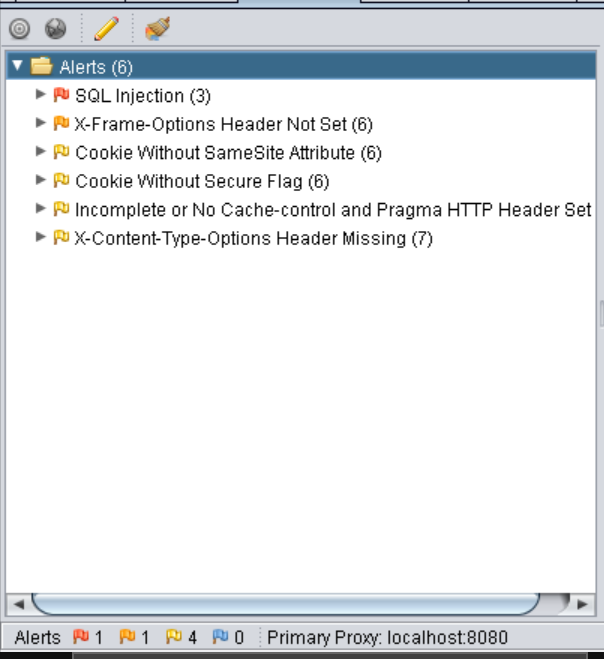 Alerts (6)
SQL Injection (3)
X-Frame-Options Header Not Set (6)
Cookie Without SameSite Attribute (6)
Cookie Without Secure Flag (6)
Incomplete or No Cache-control and Pragma HTTP Header Set
X-Content-Type-Options Header Missing (7)
Alerts 1 1 4 0 Primary Proxy: localhost:8080